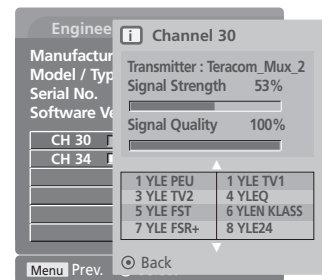 Enginee
Channel 30
Manufactur
Model / Typ
Serial No.
Software Ve
CH 30
CH 34
Transmitter : Teracom_Mux_2
Signal Strength 53%
Signal Quality 100%
1 YLE PEU 1 YLE TV1
3 YLE TV2 4 YLEQ
5 YLE FST 6 YLEN KLASS
7 YLE FSR+ 8 YLE24
Back
Menu Prev.